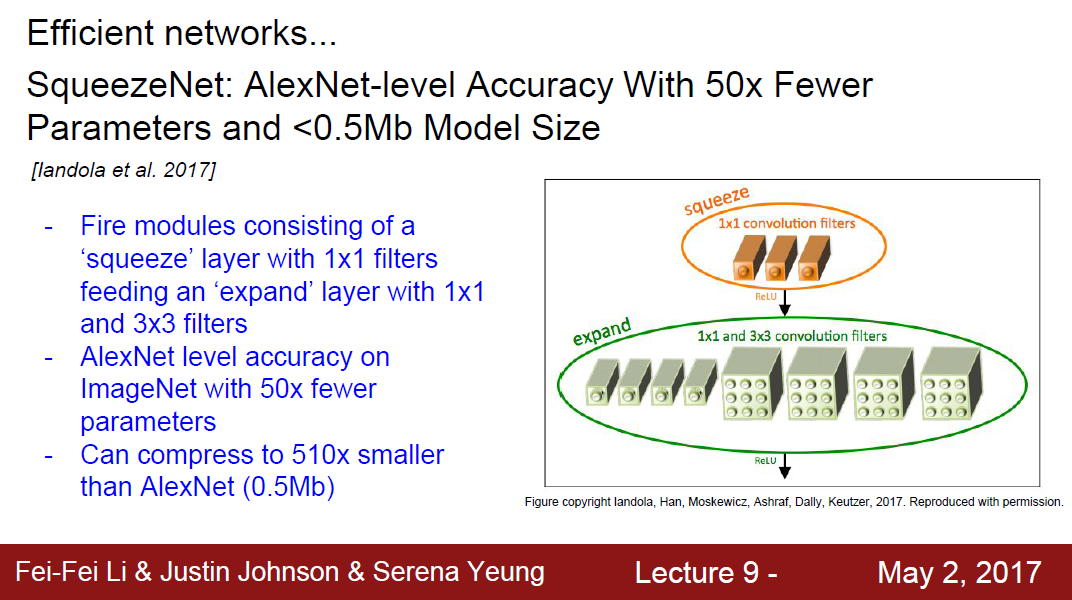 Efficient networks...
SqueezeNet: AlexNet-level Accuracy With 50x Fewer
Parameters and <0.5Mb Model Size
[Iandola et al. 2017]
- Fire modules consisting of a
‘squeeze’ layer with 1x1 filters
feeding an ‘expand’ layer with 1x1
and 3x3 filters
- AlexNet level accuracy on
ImageNet with 50x fewer
parameters
- Can compress to 510x smaller
than AlexNet (0.5Mb)
squeeze
1x1 convolution filters
ReLU
expand
1x1 and 3x3 convolution filters
ReLU
Figure copyright Iandola, Han, Moskewicz, Ashraf, Dally, Keutzer, 2017. Reproduced with permission.
Fei-Fei Li & Justin Johnson & Serena Yeung
Lecture 9 -
May 2, 2017